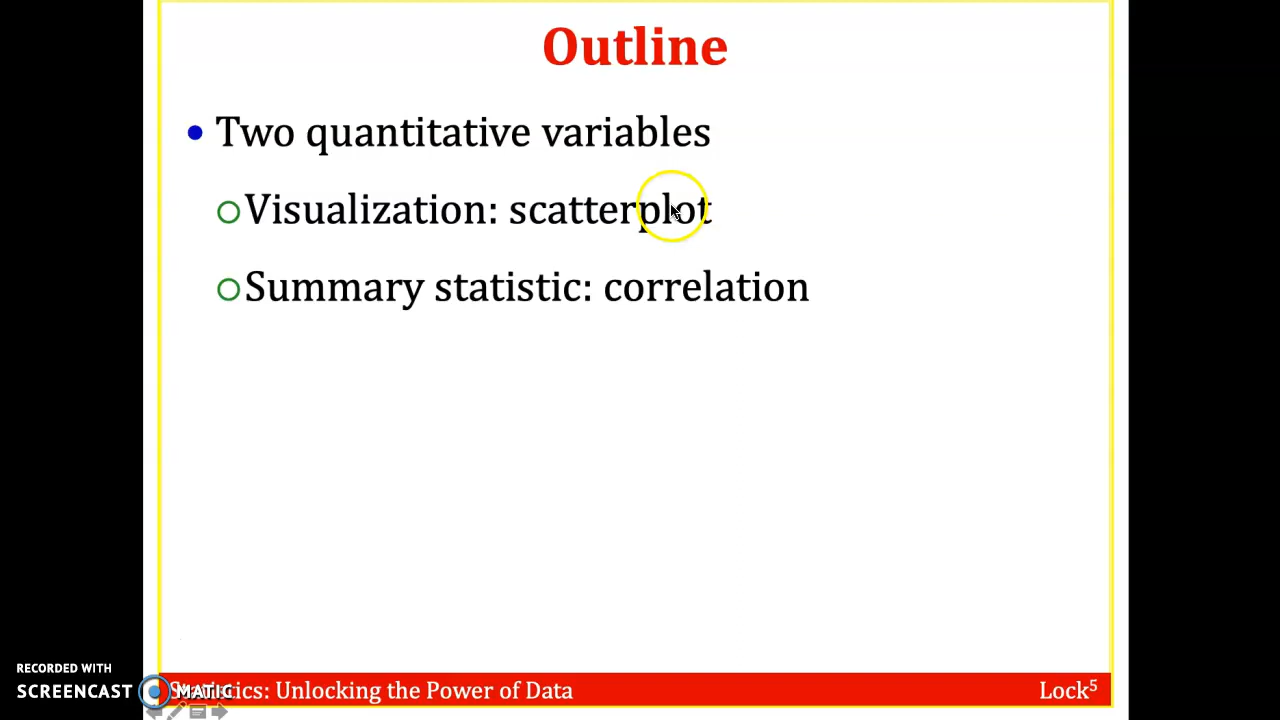 Outline
• Two quantitative variables
○ Visualization: scatterplot
○ Summary statistic: correlation
RECORDED WITH
SCREENCAST MATIC
Statistics: Unlocking the Power of Data
Lock⁵